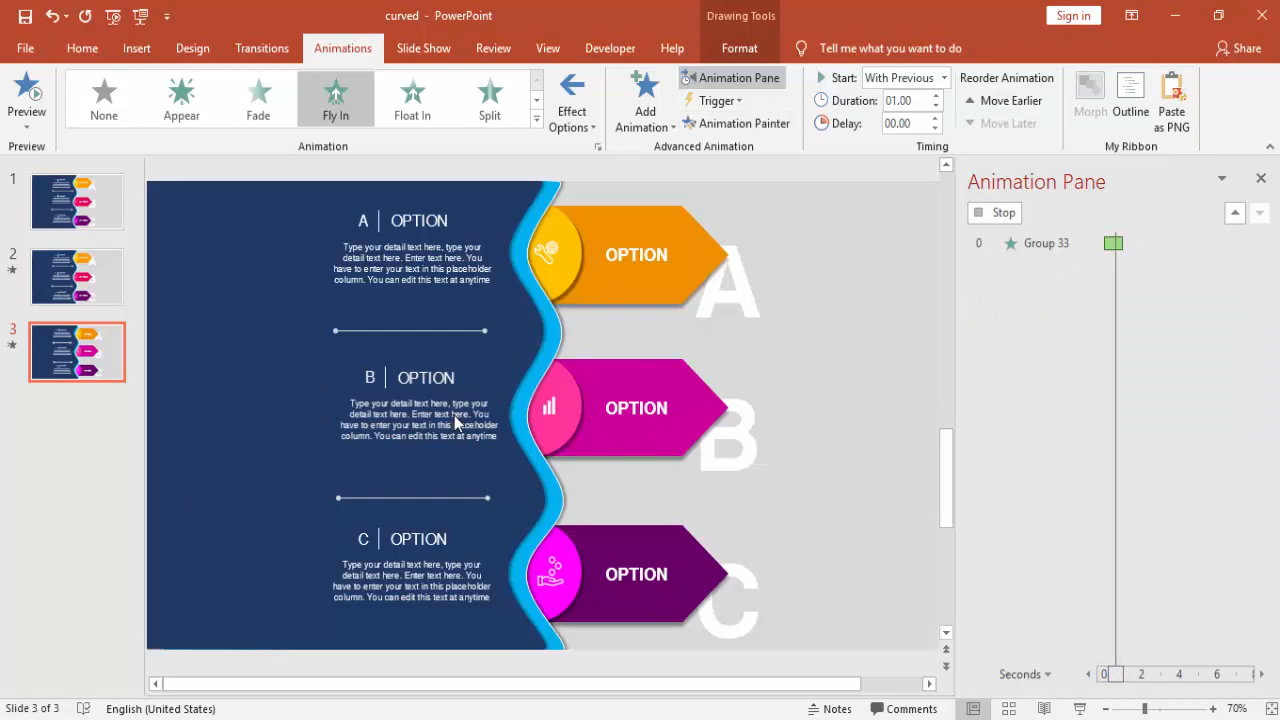 curved - PowerPoint
Drawing Tools
Sign in
File
Home
Insert
Design
Transitions
Animations
Slide Show
Review
View
Developer
Help
Format
Tell me what you want to do
Share
Preview
None
Appear
Fade
Fly In
Float In
Split
Effect
Options
Add
Animation
Animation Pane
Trigger
Animation Painter
Start: With Previous
Duration: 01.00
Delay: 00.00
Reorder Animation
Move Earlier
Move Later
Morph
Outline
Paste
as PNG
Preview
Animation
Advanced Animation
Timing
My Ribbon
1
2
3
A OPTION
Type your detail text here, type your
detail text here. Enter text here. You
have to enter your text in this placeholder
column. You can edit this text at anytime
B OPTION
Type your detail text here, type your
detail text here. Enter text here. You
have to enter your text in this placeholder
column. You can edit this text at anytime
C OPTION
Type your detail text here, type your
detail text here. Enter text here. You
have to enter your text in this placeholder
column. You can edit this text at anytime
OPTION
A
OPTION
B
OPTION
C
Animation Pane
Stop
0 Group 33
Seconds
0 2 4 6
Slide 3 of 3
English (United States)
Notes
Comments
70%